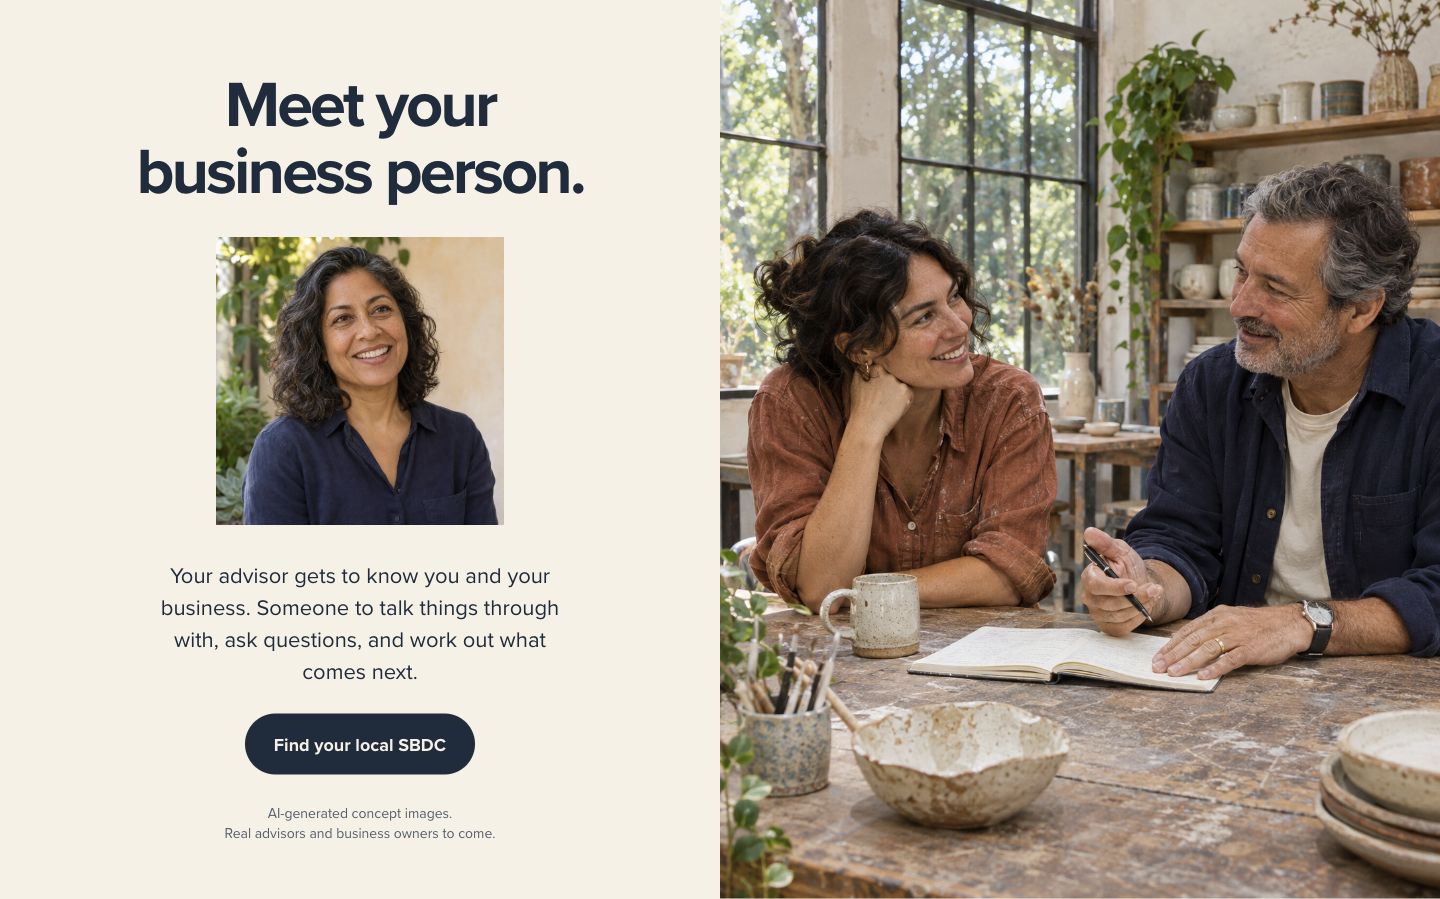 Meet your
business person.
Your advisor gets to know you and your
business. Someone to talk things through
with, ask questions, and work out what
comes next.
Find your local SBDC
AI-generated concept images.
Real advisors and business owners to come.